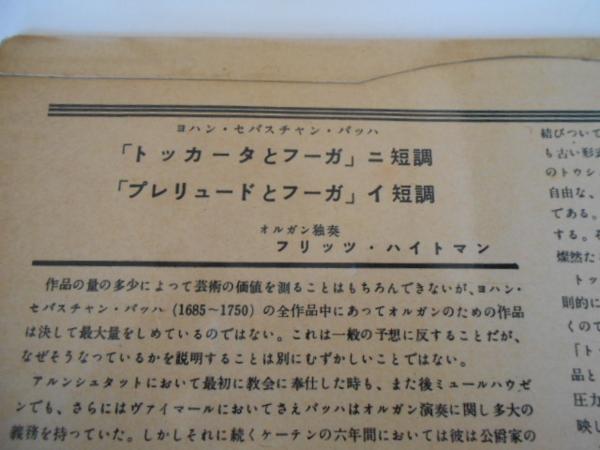 ヨハン・セバスチャン・バッハ
「トッカータとフーガ」ニ短調
「プレリュードとフーガ」イ短調
オルガン独奏
フリッツ・ハイトマン
作品の量の多少によって芸術の価値を測ることはもちろんできないが、ヨハン・
セバスチャン・バッハ (1685～1750) の全作品中にあってオルガンのための作品
は決して最大量をしめているのではない。これは一般の予想に反することだが、
なぜそうなっているかを説明することは別にむずかしいことではない。
アルンシュタットにおいて最初に教会に奉仕した時も、また後ミュールハウゼ
ンでも、さらにはヴァイマールにおいてさえバッハはオルガン演奏に関し多大の
義務を持っていた。しかしそれに続くケーテンの六年間においては彼は公爵家の
結びついて
も古い形式
のトウシ
自由な、
である。
する。そ
燦然た
トッ
則的に
くので
「トッ
品と
圧力
映し